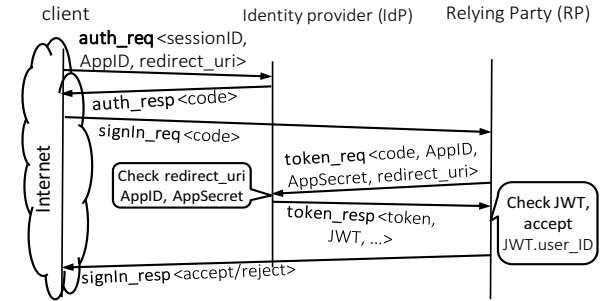 client
Identity provider (IdP)
Relying Party (RP)
auth_req<sessionID,
AppID, redirect_uri>
auth_resp<code>
signIn_req<code>
token_req<code, AppID,
AppSecret, redirect_uri>
Check redirect_uri
AppID, AppSecret
token_resp<token,
JWT, ...>
Check JWT,
accept
JWT.user_ID
signIn_resp<accept/reject>
Internet